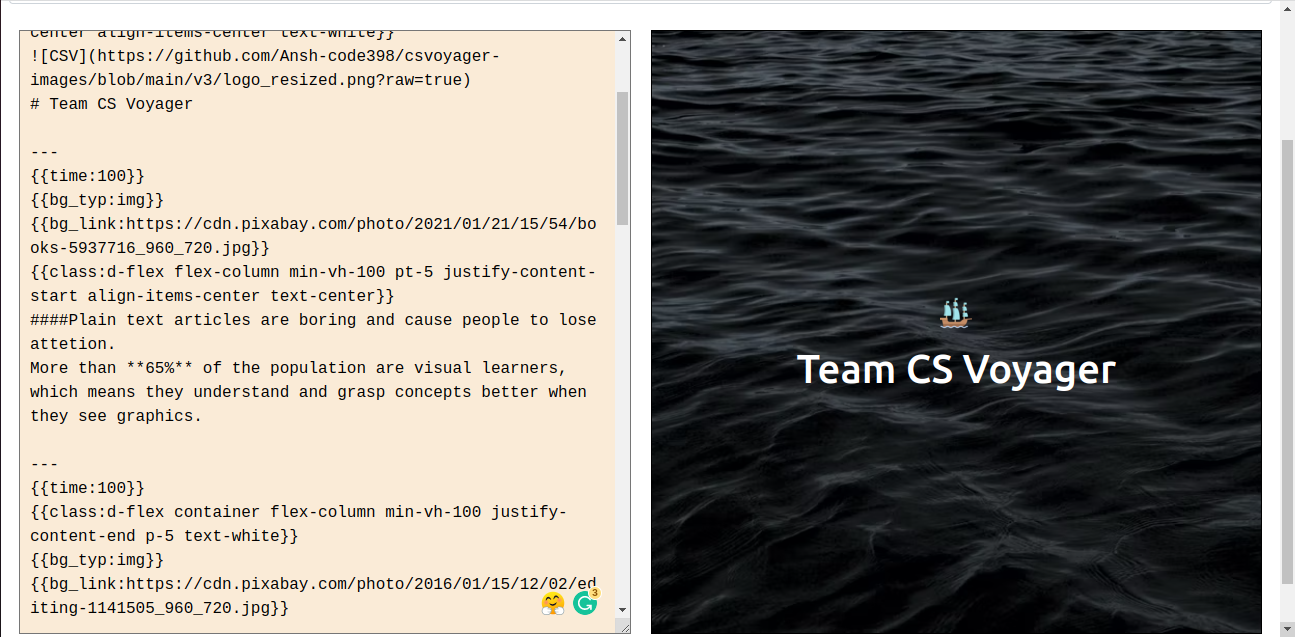 center align-items-center text-white}}
![CSV](https://github.com/Ansh-code398/csvoyager-
images/blob/main/v3/logo_resized.png?raw=true)
# Team CS Voyager
---
{{time:100}}
{{bg_typ:img}}
{{bg_link:https://cdn.pixabay.com/photo/2021/01/21/15/54/bo
oks-5937716_960_720.jpg}}
{{class:d-flex flex-column min-vh-100 pt-5 justify-content-
start align-items-center text-center}}
####Plain text articles are boring and cause people to lose
attetion.
More than **65%** of the population are visual learners,
which means they understand and grasp concepts better when
they see graphics.
---
{{time:100}}
{{class:d-flex container flex-column min-vh-100 justify-
content-end p-5 text-white}}
{{bg_typ:img}}
{{bg_link:https://cdn.pixabay.com/photo/2016/01/15/12/02/ed
iting-1141505_960_720.jpg}}
3
Team CS Voyager